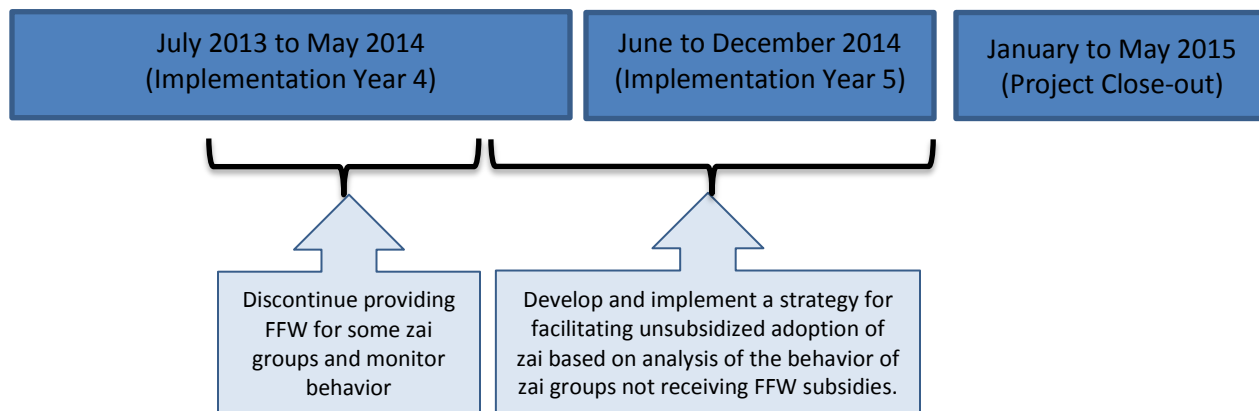 July 2013 to May 2014
(Implementation Year 4)
June to December 2014
(Implementation Year 5)
January to May 2015
(Project Close-out)
Discontinue providing
FFW for some zai
groups and monitor
behavior
Develop and implement a strategy for
facilitating unsubsidized adoption of
zai based on analysis of the behavior of
zai groups not receiving FFW subsidies.